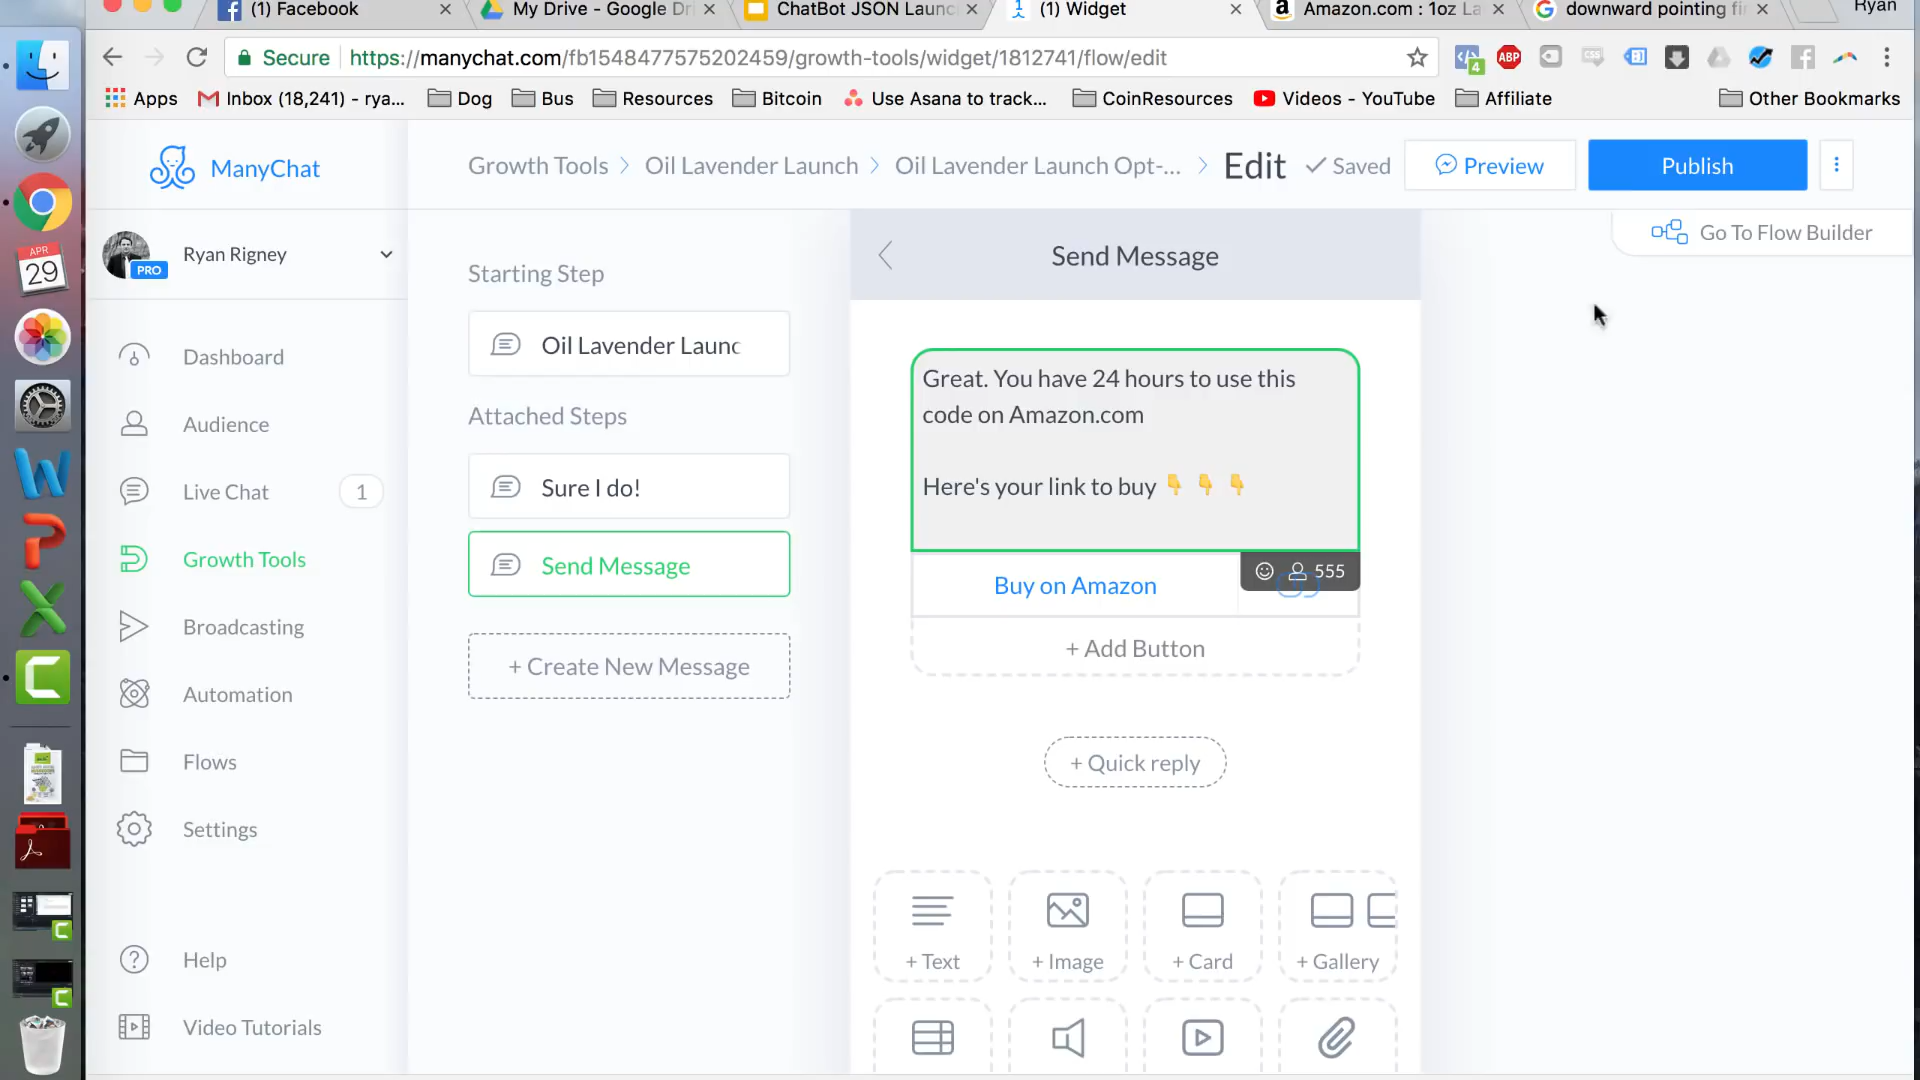 (1) Facebook
My Drive - Google Dri
ChatBot JSON Launc
(1) Widget
Amazon.com : 1oz La
downward pointing fi
Ryan
Secure
https://manychat.com/fb1548477575202459/growth-tools/widget/1812741/flow/edit
4
ABP
Apps
Inbox (18,241) - rya...
Dog
Bus
Resources
Bitcoin
Use Asana to track...
CoinResources
Videos - YouTube
Affiliate
Other Bookmarks
ManyChat
Growth Tools
Oil Lavender Launch
Oil Lavender Launch Opt-...
Edit
Saved
Preview
Publish
Go To Flow Builder
Ryan Rigney
PRO
Dashboard
Audience
Live Chat
1
Growth Tools
Broadcasting
Automation
Flows
Settings
Help
Video Tutorials
Starting Step
Oil Lavender Launc
Attached Steps
Sure I do!
Send Message
+ Create New Message
Send Message
Great. You have 24 hours to use this
code on Amazon.com
Here's your link to buy 👇 👇 👇
555
Buy on Amazon
+ Add Button
+ Quick reply
+ Text
+ Image
+ Card
+ Gallery
APR
29